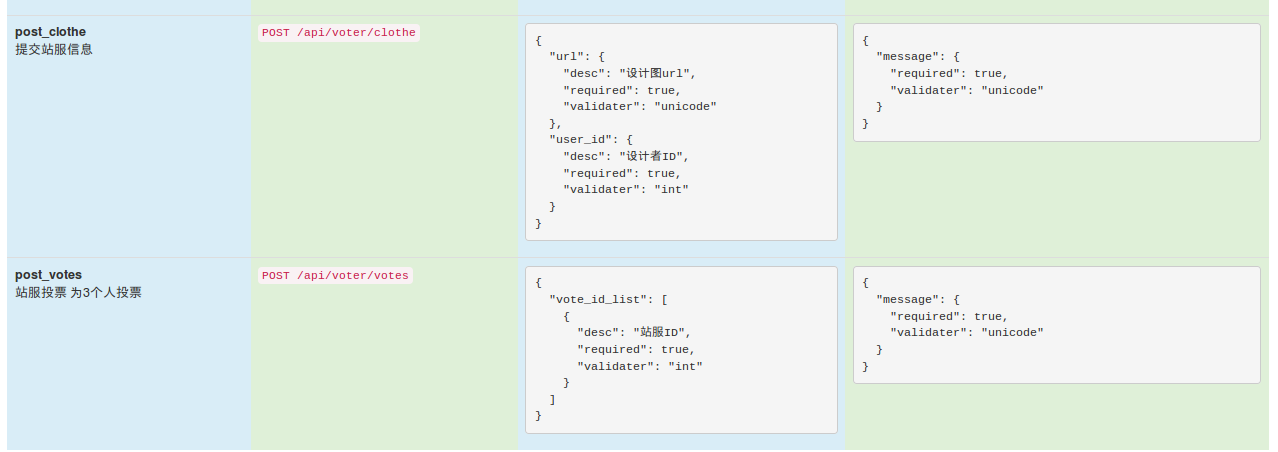 post_clothe
提交站服信息
POST /api/voter/clothe
{
  "url": {
    "desc": "设计图url",
    "required": true,
    "validater": "unicode"
  },
  "user_id": {
    "desc": "设计者ID",
    "required": true,
    "validater": "int"
  }
}
{
  "message": {
    "required": true,
    "validater": "unicode"
  }
}
post_votes
站服投票 为3个人投票
POST /api/voter/votes
{
  "vote_id_list": [
    {
      "desc": "站服ID",
      "required": true,
      "validater": "int"
    }
  ]
}
{
  "message": {
    "required": true,
    "validater": "unicode"
  }
}